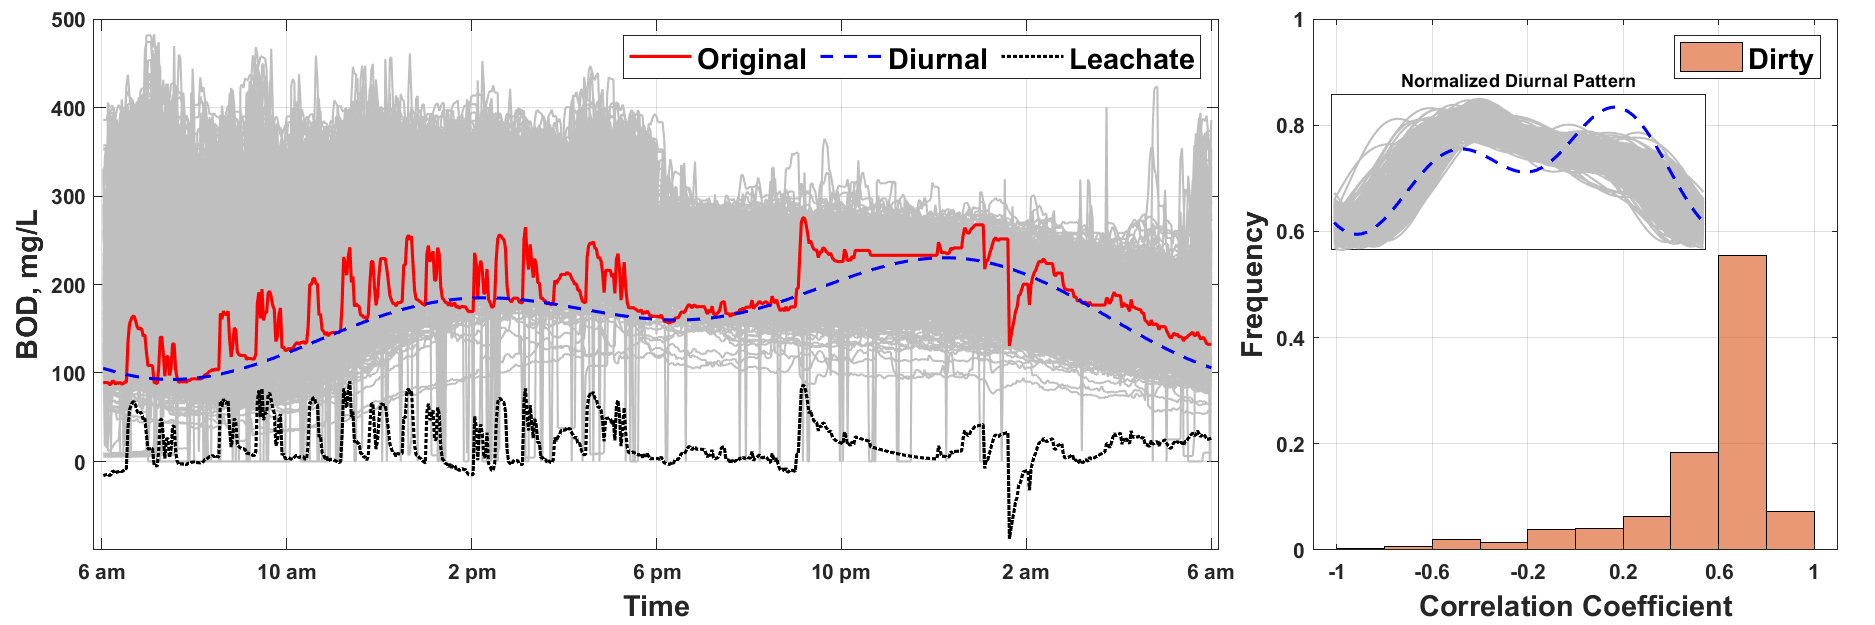 500
400
300
200
100
0
BOD, mg/L
Original Diurnal Leachate
6 am 10 am 2 pm 6 pm 10 pm 2 am 6 am
Time
1
0.8
0.6
0.4
0.2
0
Frequency
Dirty
Normalized Diurnal Pattern
-1 -0.6 -0.2 0.2 0.6 1
Correlation Coefficient